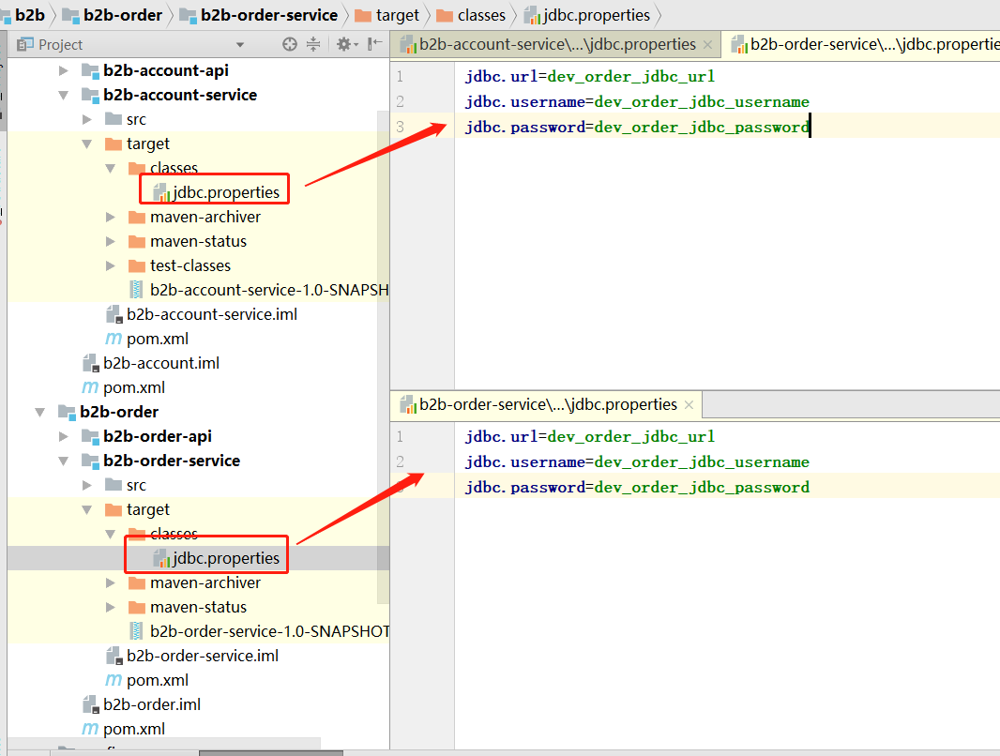 b2b b2b-order b2b-order-service target classes jdbc.properties
Project
b2b-account-api
b2b-account-service
src
target
classes
jdbc.properties
maven-archiver
maven-status
test-classes
b2b-account-service-1.0-SNAPSH
b2b-account-service.iml
pom.xml
b2b-account.iml
pom.xml
b2b-order
b2b-order-api
b2b-order-service
src
target
classes
jdbc.properties
maven-archiver
maven-status
b2b-order-service-1.0-SNAPSHOT
b2b-order-service.iml
pom.xml
b2b-order.iml
pom.xml
b2b-account-service\...\jdbc.properties b2b-order-service\...\jdbc.propertie
1 jdbc.url=dev_order_jdbc_url
2 jdbc.username=dev_order_jdbc_username
3 jdbc.password=dev_order_jdbc_password
b2b-order-service\...\jdbc.properties
1 jdbc.url=dev_order_jdbc_url
2 jdbc.username=dev_order_jdbc_username
jdbc.password=dev_order_jdbc_password